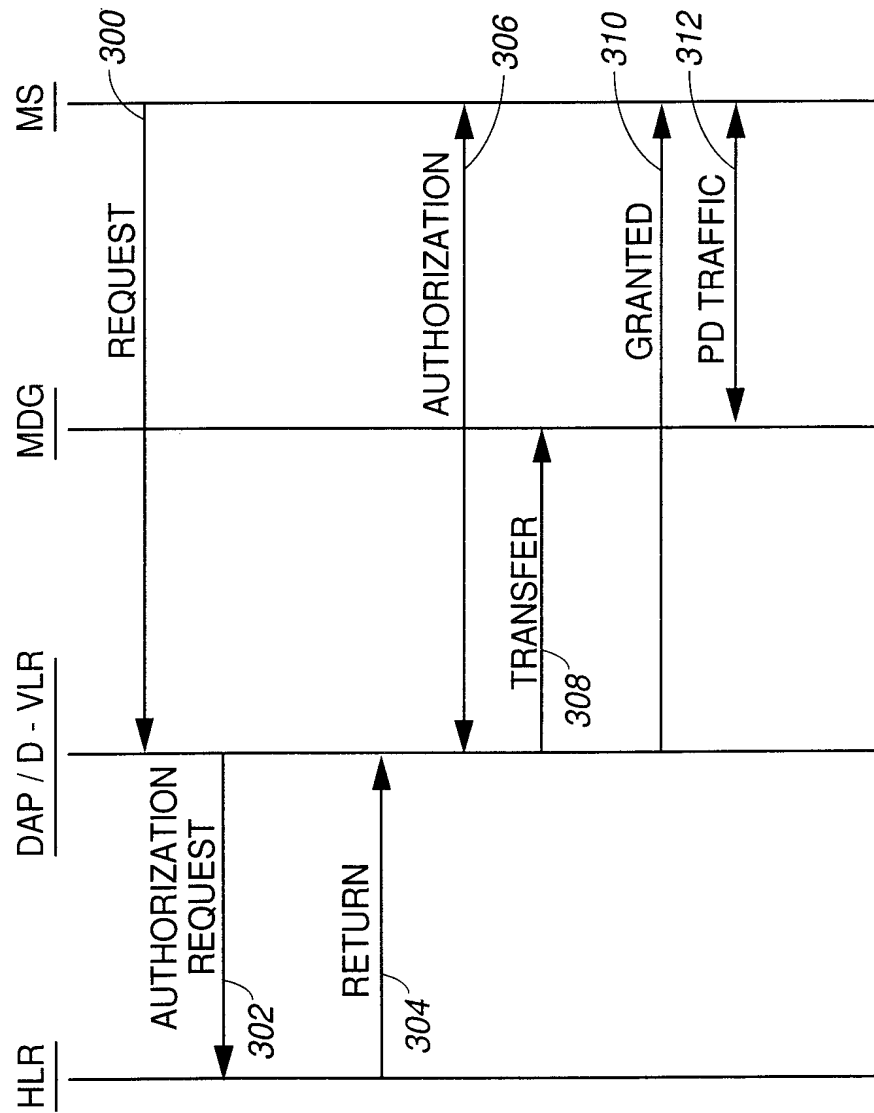 HLR
DAP / D - VLR
MDG
MS
REQUEST
300
AUTHORIZATION
REQUEST
302
RETURN
304
AUTHORIZATION
306
TRANSFER
308
GRANTED
310
PD TRAFFIC
312